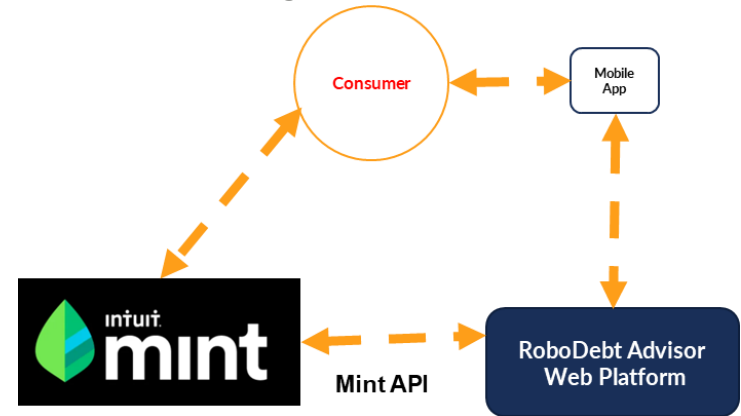 Consumer
Mobile
App
intuit
mint
Mint API
RoboDebt Advisor
Web Platform